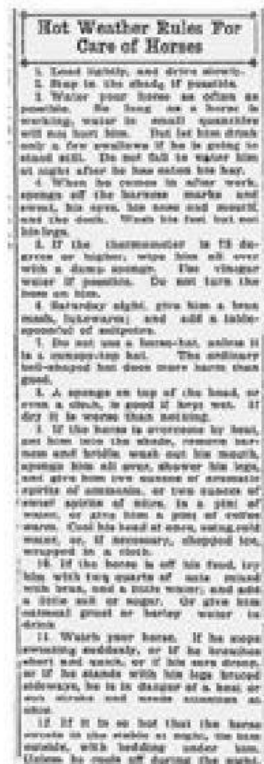 Hot Weather Rules For
Care of Horses
1. Load lightly, and drive slowly.
2. Stop in the shade if possible.
3. Water your horse as often as
possible. So long as a horse is
working, water in small quantities
will not hurt him. But let him drink
only a few swallows if he is going to
stand still. Do not fail to water him
at night after he has eaten his hay.
4. When he comes in after work,
sponge off the harness marks and
sweat, his eyes, his nose and mouth,
and the dock. Wash his feet but not
his legs.
5. If the thermometer is 75 de-
grees or higher, wipe him all over
with a damp sponge. Use vinegar
water if possible. Do not turn the
hose on him.
6. Saturday night, give him a bran
mash, lukewarm; and add a table-
spoonful of saltpetre.
7. Do not use a horse-hat, unless it
is a canopy-top hat. The ordinary
bell-shaped hat does more harm than
good.
8. A sponge on top of the head, or
even a cloth, is good if kept wet. If
dry it is worse than nothing.
9. If the horse is overcome by heat,
get him into the shade, remove har-
ness and bridle, wash out his mouth,
sponge him all over, shower his legs,
and give him two ounces of aromatic
spirits of ammonia, or two ounces of
sweet spirits of nitre, in a pint of
water, or give him a pint of coffee
warm. Cool his head at once, using cold
water, or, if necessary, chopped ice,
wrapped in a cloth.
10. If the horse is off his feed, try
him with two quarts of oats mixed
with bran, and a little water; and add
a little salt or sugar. Or give him
oatmeal gruel or barley water to
drink.
11. Watch your horse. If he stops
sweating suddenly, or if he breathes
short and quick, or if his ears droop,
or if he stands with his legs braced
sideways, he is in danger of a heat or
sun stroke and needs attention at
once.
12. If it is so hot that the horse
sweats in the stable at night, tie him
outside, with bedding under him.
Unless he cools off during the night,